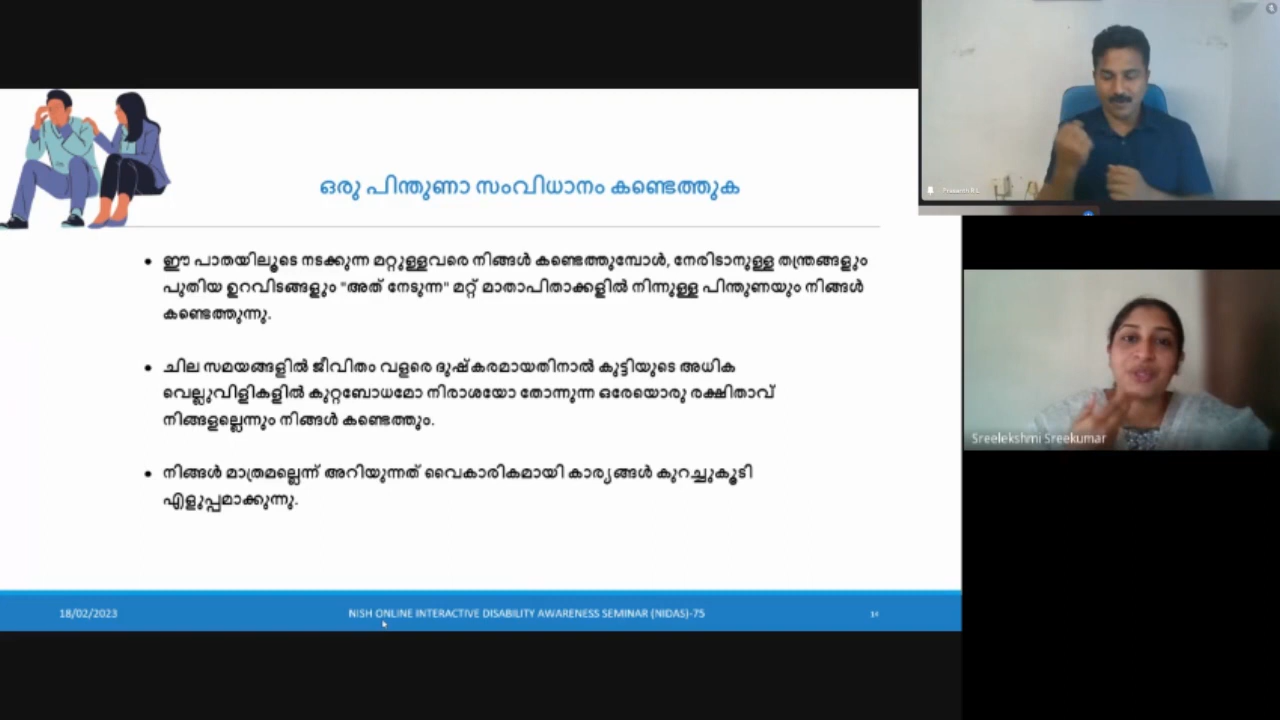 ഒരു പിന്തുണാ സംവിധാനം കണ്ടെത്തുക
• ഈ പാതയിലൂടെ നടക്കുന്ന മറ്റുള്ളവരെ നിങ്ങൾ കണ്ടെത്തുമ്പോൾ, നേരിടാനുള്ള തന്ത്രങ്ങളും
പുതിയ ഉറവിടങ്ങളും "അത് നേടുന്ന" മറ്റ് മാതാപിതാക്കളിൽ നിന്നുള്ള പിന്തുണയും നിങ്ങൾ
കണ്ടെത്തുന്നു.
• ചില സമയങ്ങളിൽ ജീവിതം വളരെ ദുഷ്കരമായതിനാൽ കുട്ടിയുടെ അധിക
വെല്ലുവിളികളിൽ കുറ്റബോധമോ നിരാശയോ തോന്നുന്ന ഒരേയൊരു രക്ഷിതാവ്
നിങ്ങളല്ലെന്നും നിങ്ങൾ കണ്ടെത്തും.
• നിങ്ങൾ മാത്രമല്ലെന്ന് അറിയുന്നത് വൈകാരികമായി കാര്യങ്ങൾ കുറച്ചുകൂടി
എളുപ്പമാക്കുന്നു.
18/02/2023
NISH ONLINE INTERACTIVE DISABILITY AWARENESS SEMINAR (NIDAS)-75
14
Sreelekshmi Sreekumar